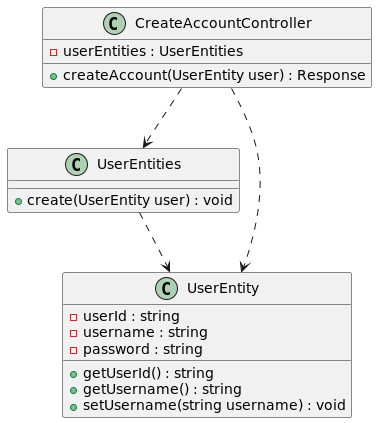 C CreateAccountController
userEntities : UserEntities
createAccount(UserEntity user) : Response
C UserEntities
create(UserEntity user) : void
C UserEntity
userId : string
username : string
password : string
getUserId() : string
getUsername() : string
setUsername(string username) : void